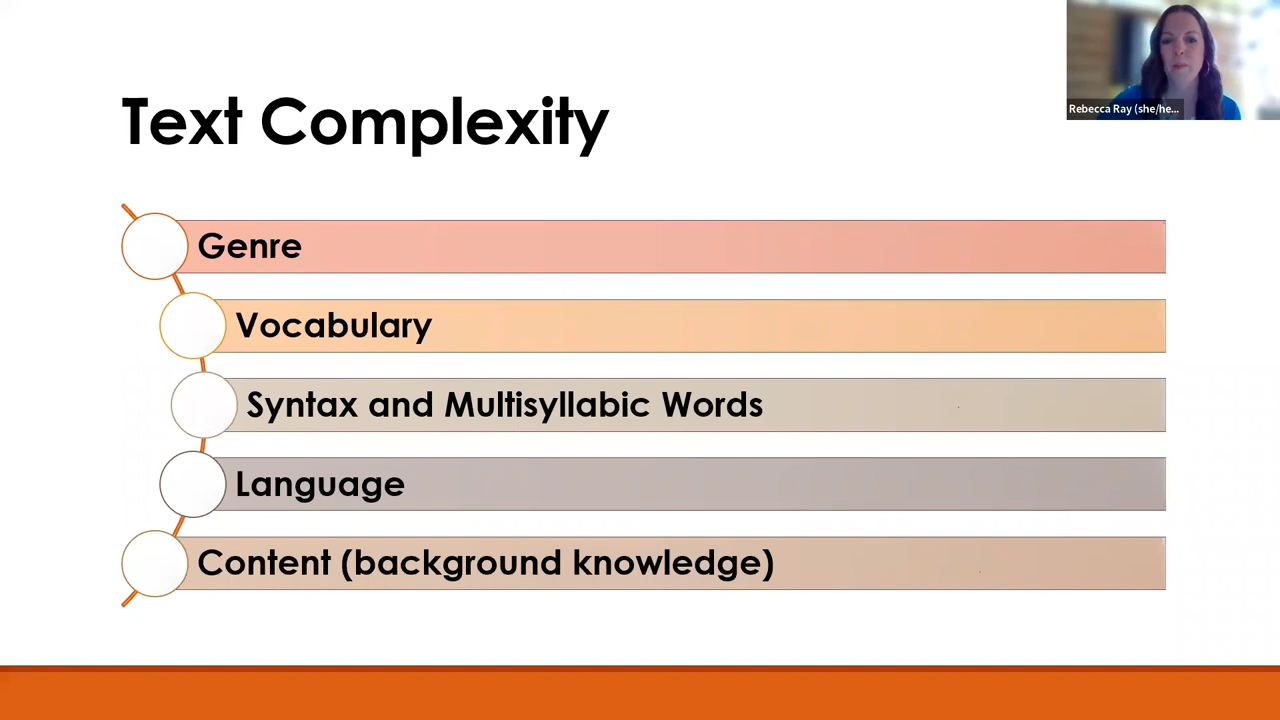 Text Complexity
Rebecca Ray (she/he...
Genre
Vocabulary
Syntax and Multisyllabic Words
Language
Content (background knowledge)